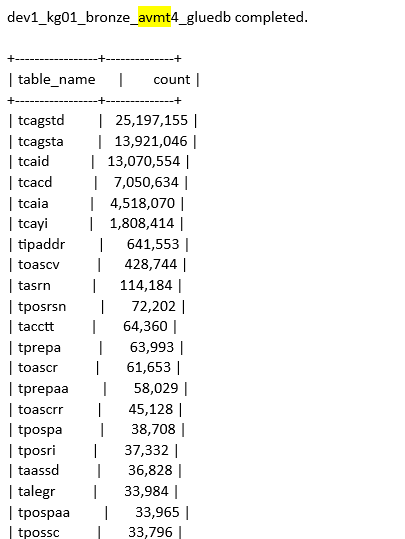 dev1_kg01_bronze_avmt4_gluedb completed.
+-----------------+--------------+
| table_name | count |
+-----------------+--------------+
| tcagstd | 25,197,155 |
| tcagsta | 13,921,046 |
| tcaid | 13,070,554 |
| tcacd | 7,050,634 |
| tcaia | 4,518,070 |
| tcayi | 1,808,414 |
| tipaddr | 641,553 |
| toascv | 428,744 |
| tasrn | 114,184 |
| tposrsn | 72,202 |
| tacctt | 64,360 |
| tprepa | 63,993 |
| toascr | 61,653 |
| tprepaa | 58,029 |
| toascrr | 45,128 |
| tpospa | 38,708 |
| tposri | 37,332 |
| taassd | 36,828 |
| talegr | 33,984 |
| tpospaa | 33,965 |
| tpossc | 33,796 |